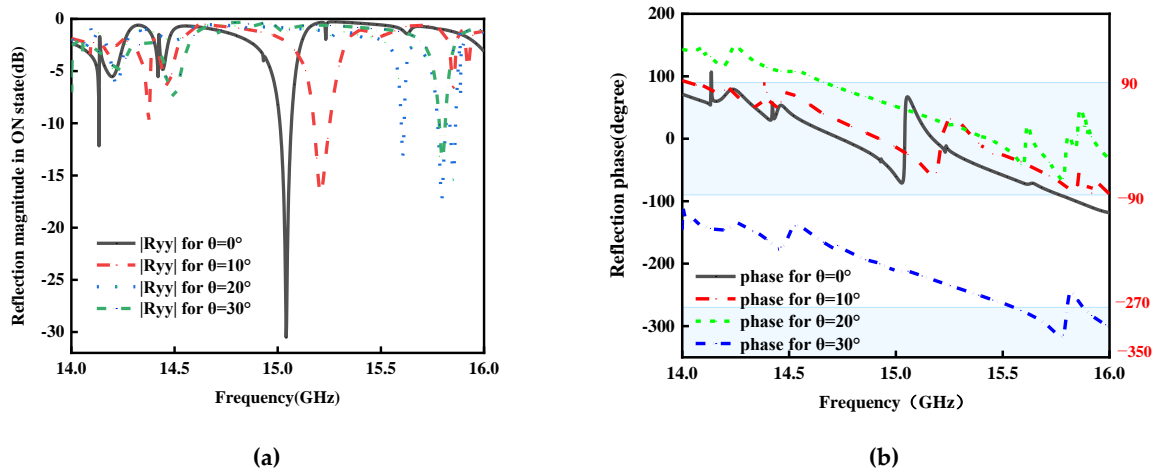 Reflection magnitude in ON state(dB)
0
-5
-10
-15
-20
-25
-30
|Ryy| for θ=0°
|Ryy| for θ=10°
|Ryy| for θ=20°
|Ryy| for θ=30°
14.0 14.5 15.0 15.5 16.0
Frequency(GHz)
(a)
Reflection phase(degree)
200
100
0
-100
-200
-300
90
−90
−270
−350
phase for θ=0°
phase for θ=10°
phase for θ=20°
phase for θ=30°
14.0 14.5 15.0 15.5 16.0
Frequency（GHz）
(b)